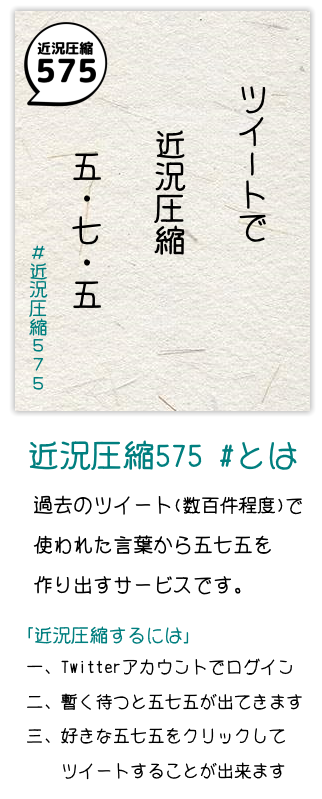 近況圧縮
575
ツイートで
近況圧縮
五・七・五
#近況圧縮575
近況圧縮575 #とは
過去のツイート(数百件程度)で
使われた言葉から五七五を
作り出すサービスです。
「近況圧縮するには」
一、Twitterアカウントでログイン
二、暫く待つと五七五が出てきます
三、好きな五七五をクリックして
ツイートすることが出来ます